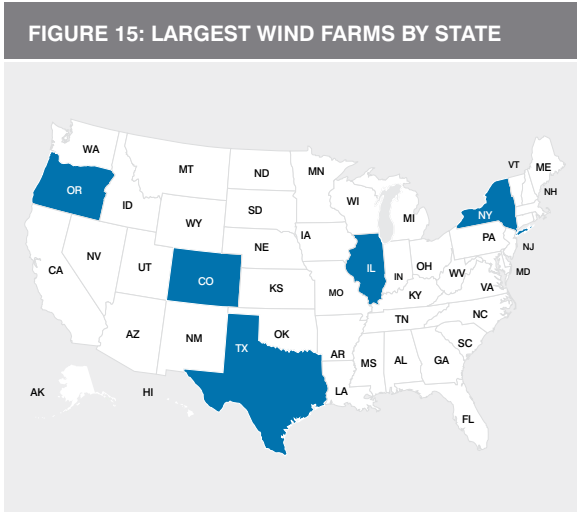 FIGURE 15: LARGEST WIND FARMS BY STATE
WA
MT
ND
MN
VT
ME
OR
ID
WY
SD
WI
MI
NY
NH
NV
UT
CO
NE
IA
IL
IN
OH
PA
NJ
CA
KS
MO
KY
WV
VA
MD
AZ
NM
TX
OK
AR
TN
NC
SC
MS
AL
GA
LA
FL
AK
HI